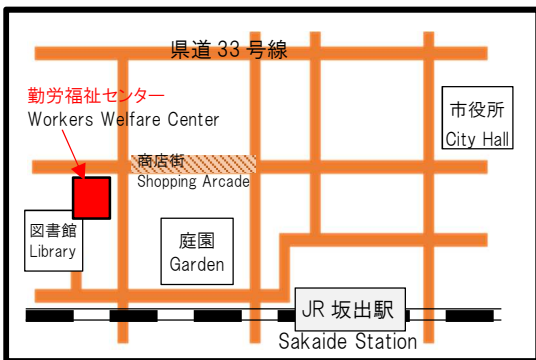 県道 33 号線
勤労福祉センター
Workers Welfare Center
市役所
City Hall
商店街
Shopping Arcade
図書館
Library
庭園
Garden
JR 坂出駅
Sakaide Station